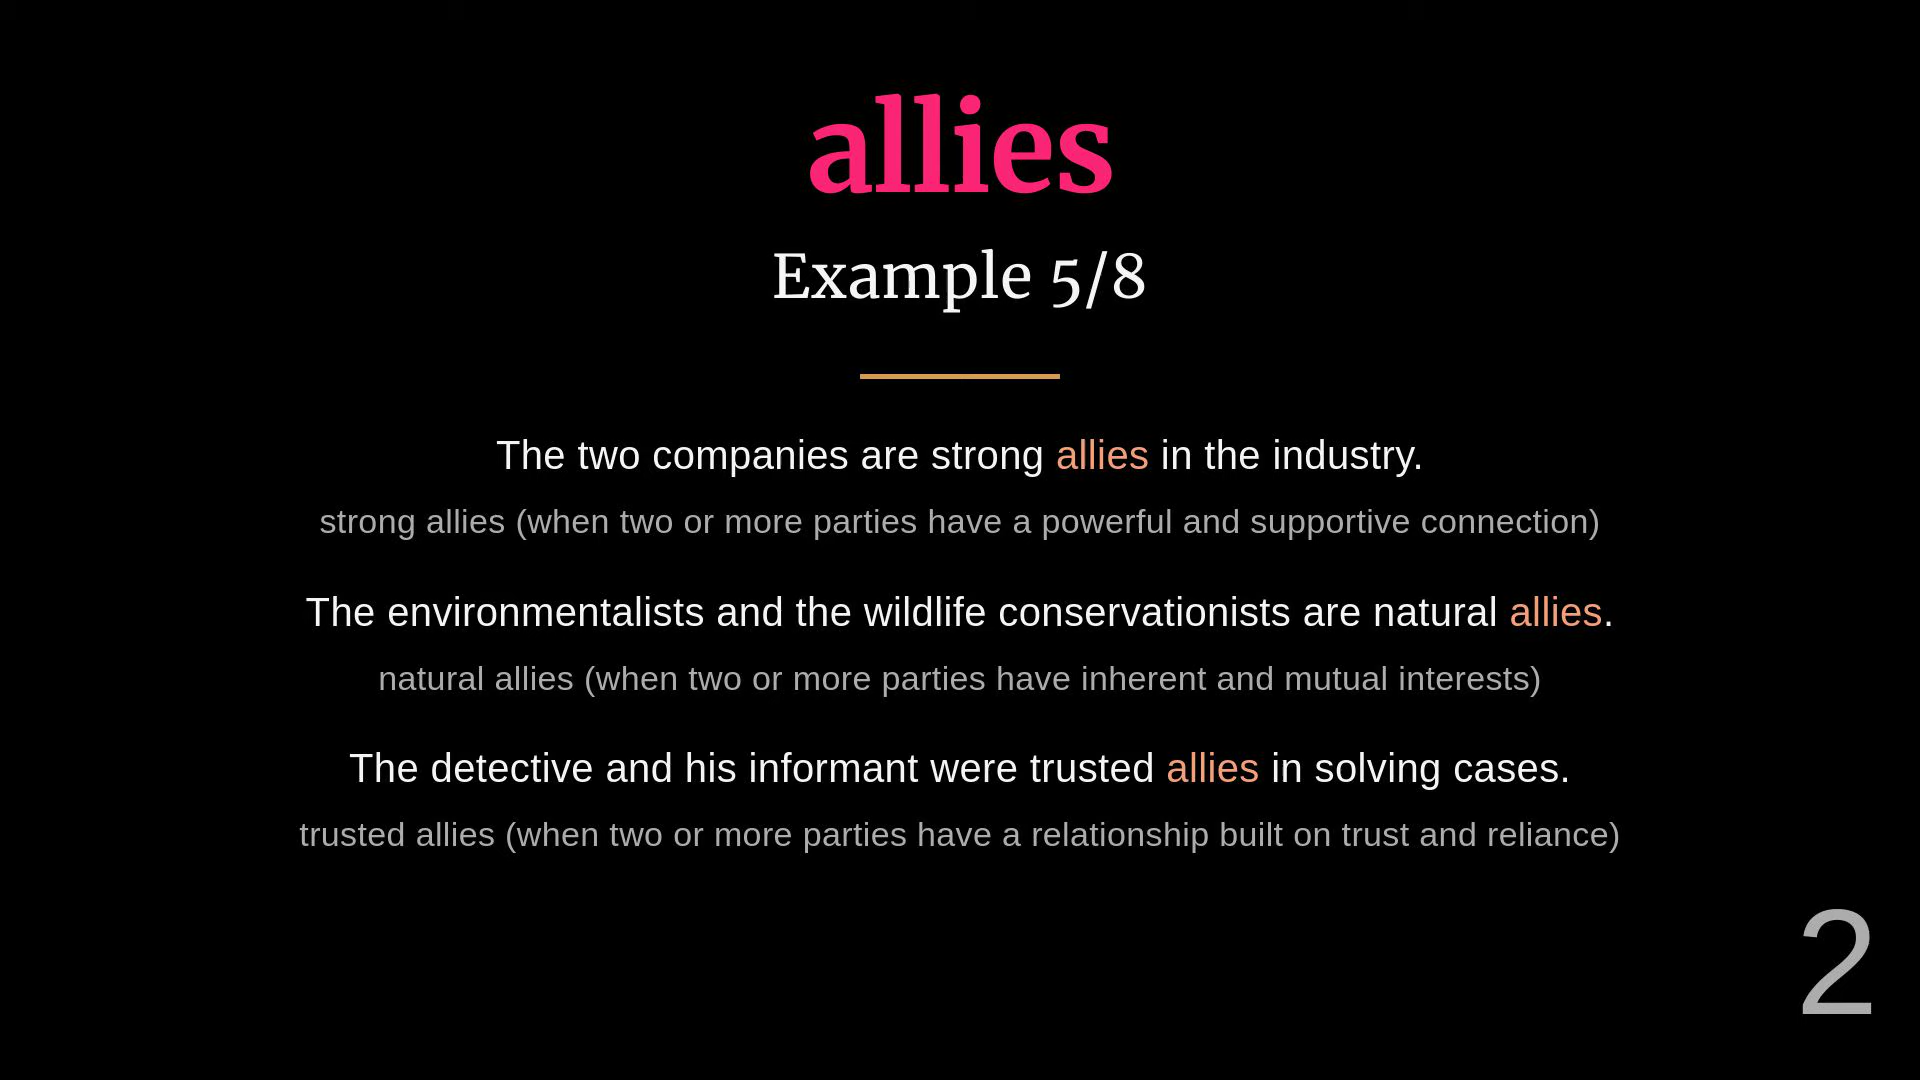 allies
Example 5/8
The two companies are strong allies in the industry.
strong allies (when two or more parties have a powerful and supportive connection)
The environmentalists and the wildlife conservationists are natural allies.
natural allies (when two or more parties have inherent and mutual interests)
The detective and his informant were trusted allies in solving cases.
trusted allies (when two or more parties have a relationship built on trust and reliance)
2